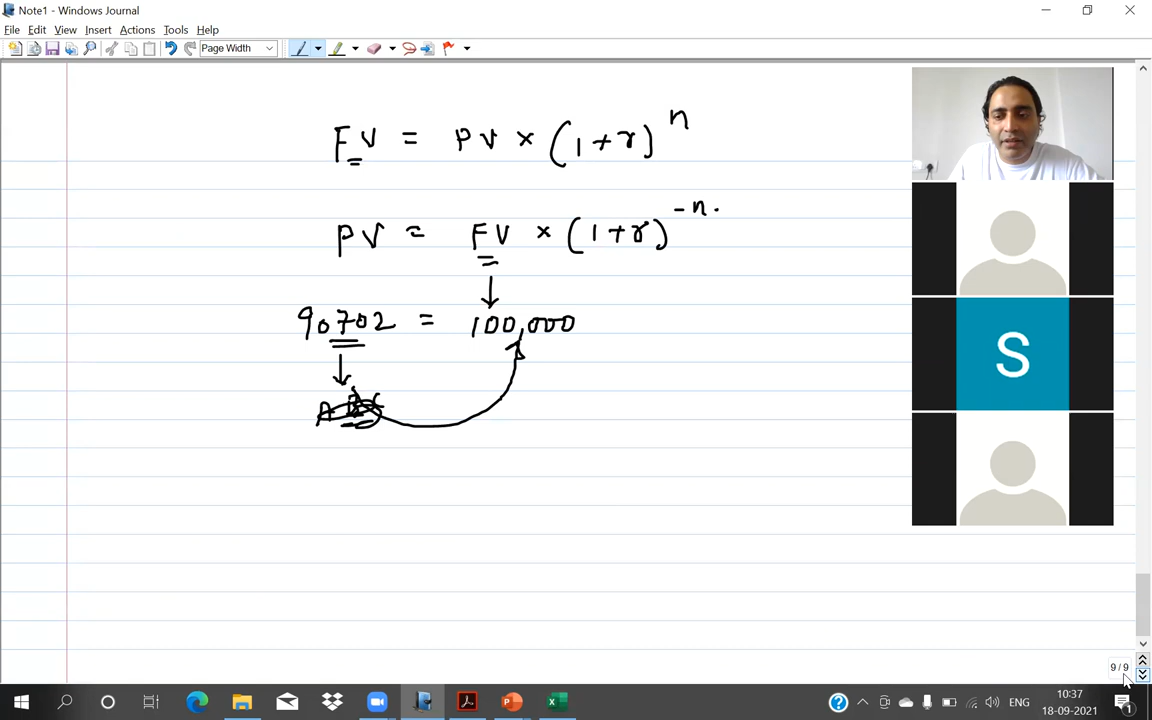 Note1 - Windows Journal
File Edit View Insert Actions Tools Help
Page Width
FV = PV × (1+r)^n
PV = FV × (1+r)^-n.
90702 = 100,000
S
9 / 9
ENG
10:37
18-09-2021
1